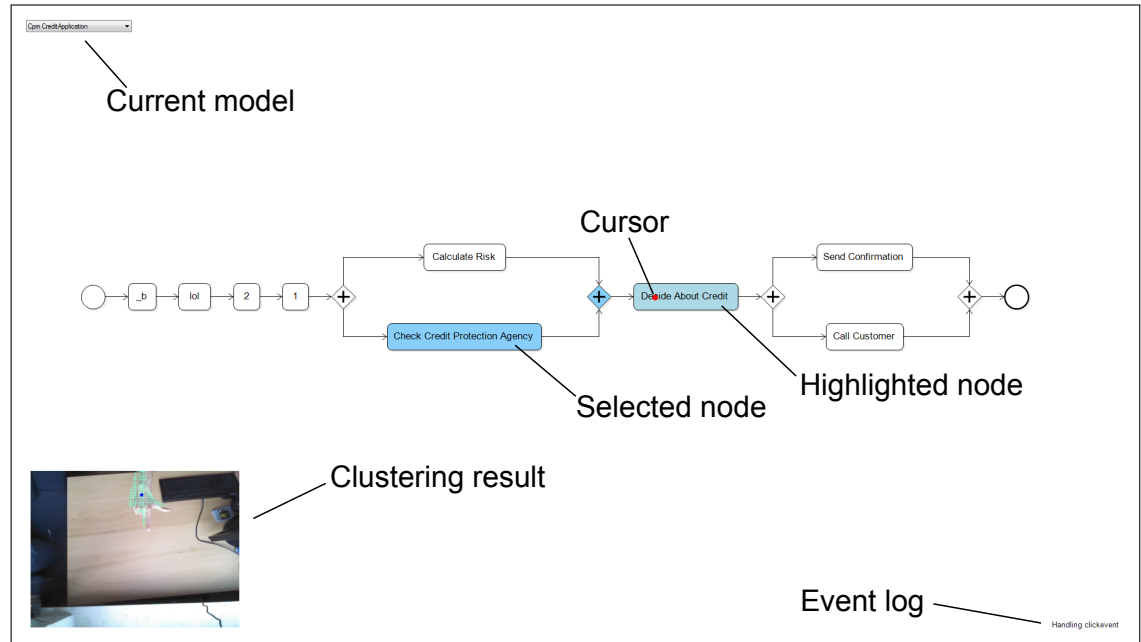 Cpm CreditApplication
Current model
Cursor
Calculate Risk
Send Confirmation
_b
lol
2
1
Decide About Credit
Check Credit Protection Agency
Call Customer
Highlighted node
Selected node
Clustering result
Event log
Handling clickevent